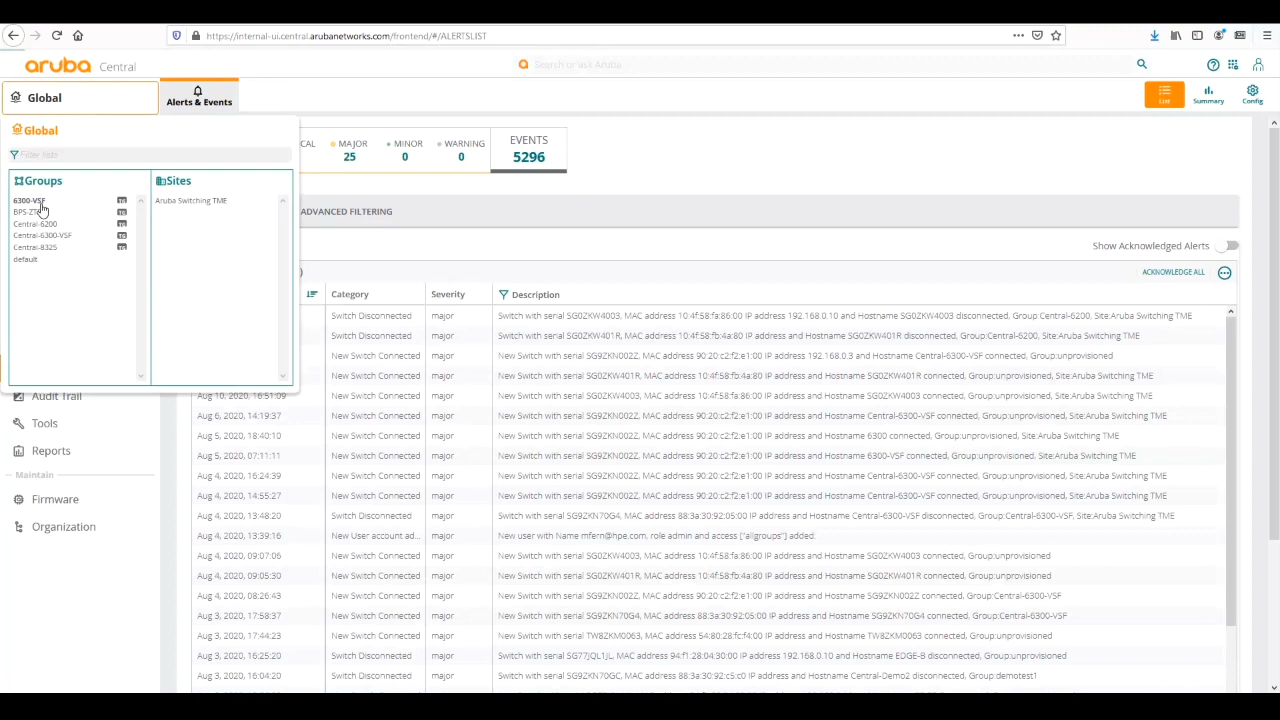 https://internal-ui.central.arubanetworks.com/frontend/#/ALERTSLIST
aruba Central
Search or ask Aruba
Global
Alerts & Events
List
Summary
Config
Global
Filter lists
Groups
Sites
6300-VSF TG
BPS-ZT TG
Central-6200 TG
Central-6300-VSF TG
Central-8325 TG
default
Aruba Switching TME
CAL
MAJOR
25
MINOR
0
WARNING
0
EVENTS
5296
ADVANCED FILTERING
Show Acknowledged Alerts
)
ACKNOWLEDGE ALL
Category Severity Description
Switch Disconnected major Switch with serial SG0ZKW4003, MAC address 10:4f:58:fa:86:00 IP address 192.168.0.10 and Hostname SG0ZKW4003 disconnected, Group:Central-6200, Site:Aruba Switching TME
Switch Disconnected major Switch with serial SG0ZKW401R, MAC address 10:4f:58:fb:4a:80 IP address and Hostname SG0ZKW401R disconnected, Group:Central-6200, Site:Aruba Switching TME
New Switch Connected major New Switch with serial SG9ZKN002Z, MAC address 90:20:c2:f2:e1:00 IP address 192.168.0.3 and Hostname Central-6300-VSF connected, Group:unprovisioned
New Switch Connected major New Switch with serial SG0ZKW401R, MAC address 10:4f:58:fb:4a:80 IP address and Hostname SG0ZKW401R connected, Group:unprovisioned, Site:Aruba Switching TME
Aug 10, 2020, 16:51:09 New Switch Connected major New Switch with serial SG0ZKW4003, MAC address 10:4f:58:fa:86:00 IP address and Hostname SG0ZKW4003 connected, Group:unprovisioned, Site:Aruba Switching TME
Aug 6, 2020, 14:19:37 New Switch Connected major New Switch with serial SG9ZKN002Z, MAC address 90:20:c2:f2:e1:00 IP address and Hostname Central-6300-VSF connected, Group:unprovisioned, Site:Aruba Switching TME
Aug 5, 2020, 18:40:10 New Switch Connected major New Switch with serial SG9ZKN002Z, MAC address 90:20:c2:f2:e1:00 IP address and Hostname 6300 connected, Group:unprovisioned, Site:Aruba Switching TME
Aug 5, 2020, 07:11:11 New Switch Connected major New Switch with serial SG9ZKN002Z, MAC address 90:20:c2:f2:e1:00 IP address and Hostname 6300-VSF connected, Group:unprovisioned, Site:Aruba Switching TME
Aug 4, 2020, 16:24:39 New Switch Connected major New Switch with serial SG9ZKN002Z, MAC address 90:20:c2:f2:e1:00 IP address and Hostname Central-6300-VSF connected, Group:unprovisioned, Site:Aruba Switching TME
Aug 4, 2020, 14:55:27 New Switch Connected major New Switch with serial SG9ZKN002Z, MAC address 90:20:c2:f2:e1:00 IP address and Hostname Central-6300-VSF connected, Group:unprovisioned, Site:Aruba Switching TME
Aug 4, 2020, 13:48:20 Switch Disconnected major Switch with serial SG9ZKN70G4, MAC address 88:3a:30:92:05:00 IP address and Hostname Central-6300-VSF disconnected, Group:Central-6300-VSF, Site:Aruba Switching TME
Aug 4, 2020, 13:39:16 New User account ad... major New user with Name mfern@hpe.com, role admin and access ["allgroups"] added.
Aug 4, 2020, 09:07:06 New Switch Connected major New Switch with serial SG0ZKW4003, MAC address 10:4f:58:fa:86:00 IP address and Hostname SG0ZKW4003 connected, Group:unprovisioned
Aug 4, 2020, 09:05:30 New Switch Connected major New Switch with serial SG0ZKW401R, MAC address 10:4f:58:fb:4a:80 IP address and Hostname SG0ZKW401R connected, Group:unprovisioned
Aug 4, 2020, 08:26:43 New Switch Connected major New Switch with serial SG9ZKN002Z, MAC address 90:20:c2:f2:e1:00 IP address and Hostname SG9ZKN002Z connected, Group:Central-6300-VSF
Aug 3, 2020, 17:58:37 New Switch Connected major New Switch with serial SG9ZKN70G4, MAC address 88:3a:30:92:05:00 IP address and Hostname SG9ZKN70G4 connected, Group:Central-6300-VSF
Aug 3, 2020, 17:44:23 New Switch Connected major New Switch with serial TW8ZKM0063, MAC address 54:80:28:fc:f4:00 IP address and Hostname TW8ZKM0063 connected, Group:unprovisioned
Aug 3, 2020, 16:25:20 Switch Disconnected major Switch with serial SG77JQL1JL, MAC address 94:f1:28:04:30:00 IP address 192.168.0.10 and Hostname EDGE-B disconnected, Group:unprovisioned
Aug 3, 2020, 16:04:20 Switch Disconnected major Switch with serial SG9ZKN70GC, MAC address 88:3a:30:92:c5:c0 IP address and Hostname Central-Demo2 disconnected, Group:demotest1
Audit Trail
Tools
Reports
Maintain
Firmware
Organization